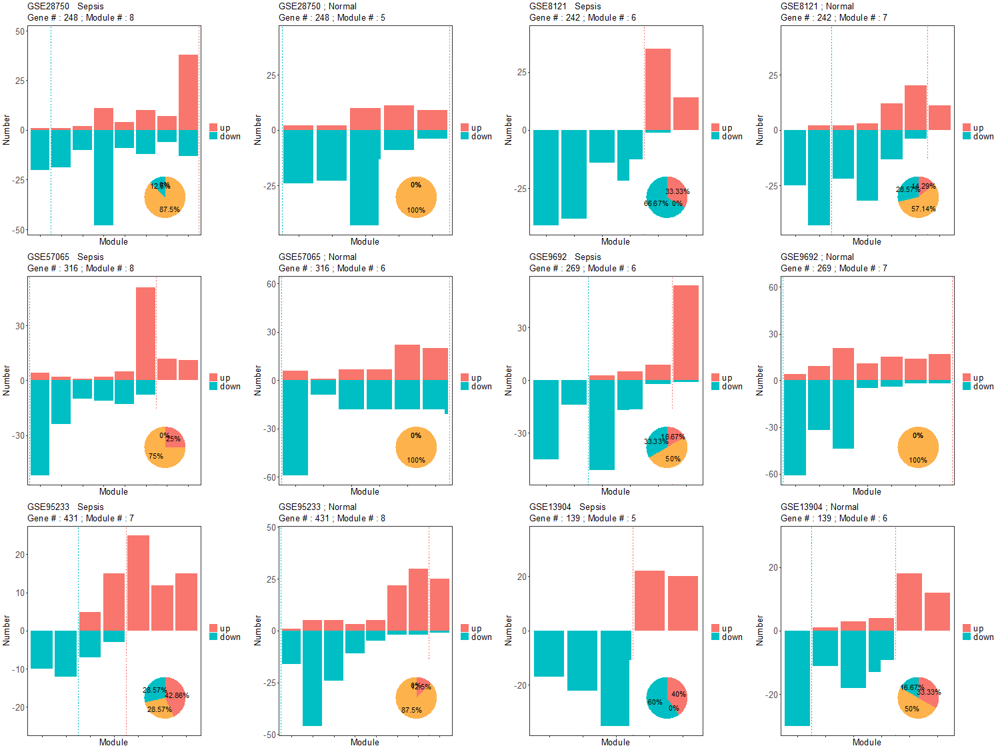 GSE28750   Sepsis
Gene # : 248 ; Module # : 8
50
25
0
-25
-50
Number
Module
up
down
0%
12.5%
87.5%
GSE28750 ; Normal
Gene # : 248 ; Module # : 5
25
0
-25
Number
Module
up
down
0%
100%
GSE8121   Sepsis
Gene # : 242 ; Module # : 6
25
0
-25
Number
Module
up
down
33.33%
66.67%
0%
GSE8121 ; Normal
Gene # : 242 ; Module # : 7
25
0
-25
Number
Module
up
down
14.29%
28.57%
57.14%
GSE57065   Sepsis
Gene # : 316 ; Module # : 8
30
0
-30
Number
Module
up
down
0%
25%
75%
GSE57065 ; Normal
Gene # : 316 ; Module # : 6
60
30
0
-30
-60
Number
Module
up
down
0%
100%
GSE9692   Sepsis
Gene # : 269 ; Module # : 6
30
0
-30
Number
Module
up
down
16.67%
33.33%
50%
GSE9692 ; Normal
Gene # : 269 ; Module # : 7
60
30
0
-30
-60
Number
Module
up
down
0%
100%
GSE95233   Sepsis
Gene # : 431 ; Module # : 7
20
10
0
-10
-20
Number
Module
up
down
28.57%
42.86%
28.57%
GSE95233 ; Normal
Gene # : 431 ; Module # : 8
50
25
0
-25
-50
Number
Module
up
down
0%
12.5%
87.5%
GSE13904   Sepsis
Gene # : 139 ; Module # : 5
20
0
-20
Number
Module
up
down
40%
60%
0%
GSE13904 ; Normal
Gene # : 139 ; Module # : 6
20
0
-20
Number
Module
up
down
16.67%
33.33%
50%